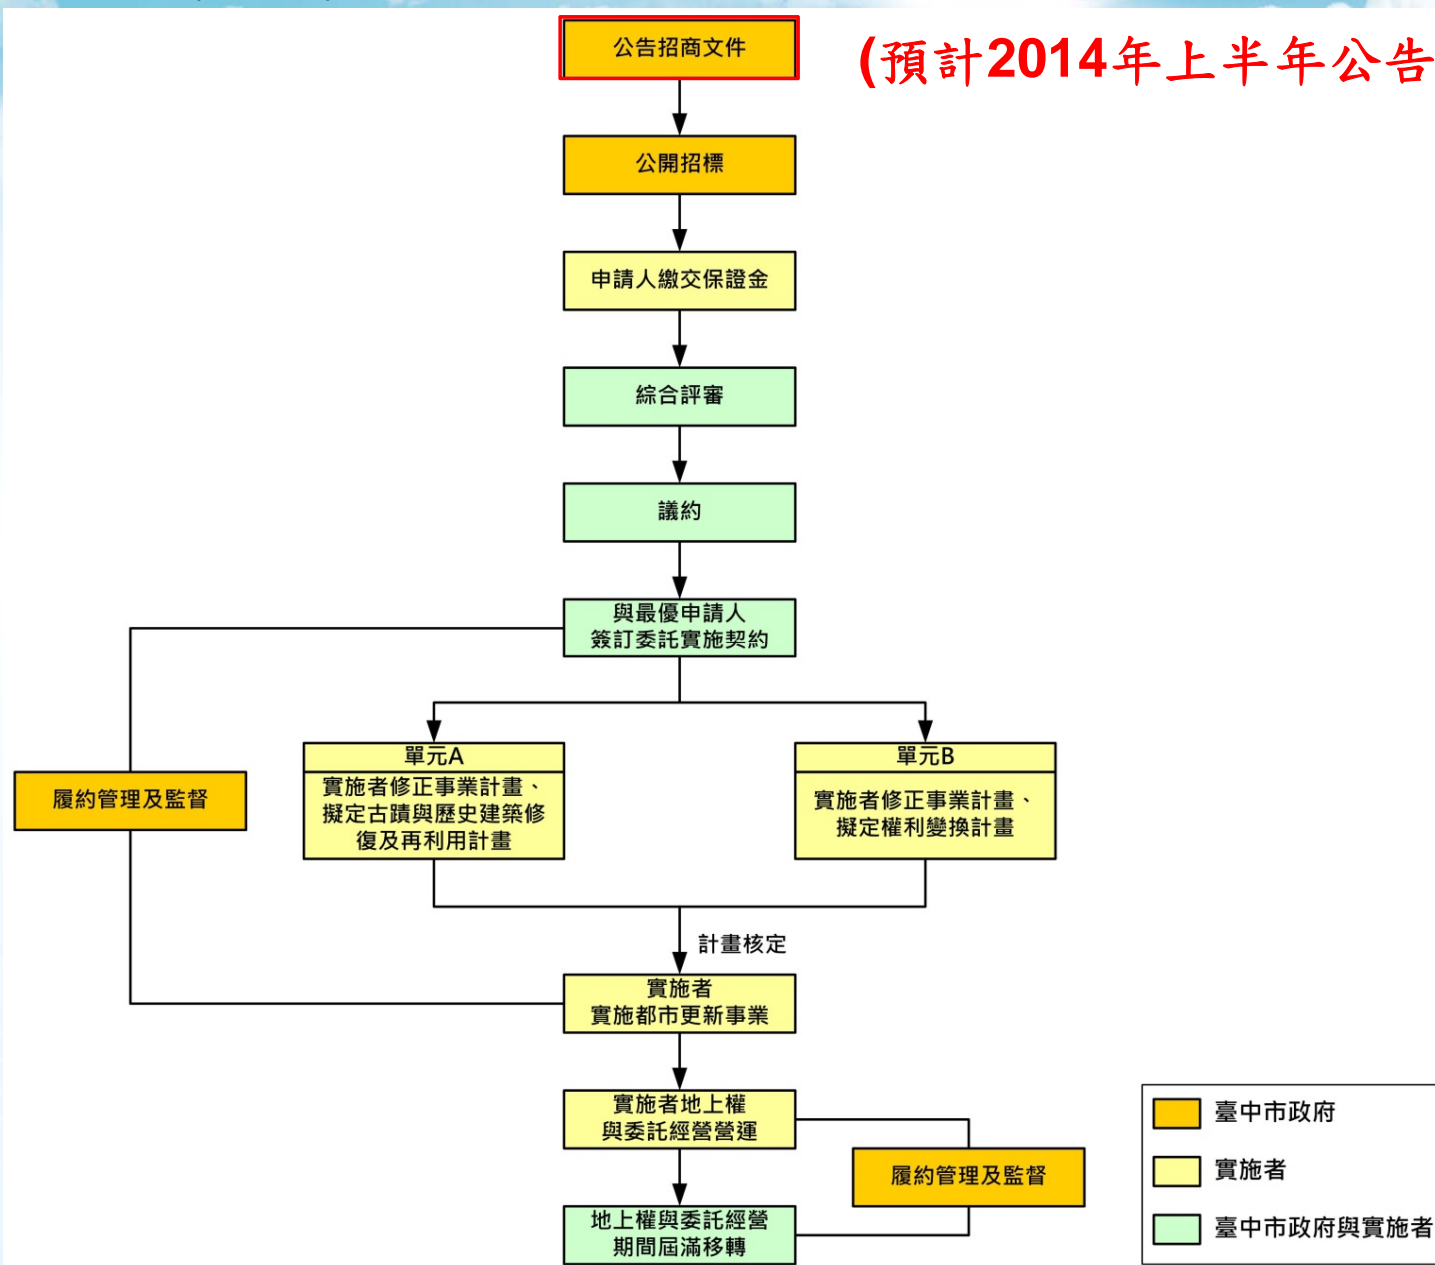 公告招商文件
(預計2014年上半年公告
公開招標
申請人繳交保證金
綜合評審
議約
與最優申請人
簽訂委託實施契約
單元A
實施者修正事業計畫、
擬定古蹟與歷史建築修
復及再利用計畫
單元B
實施者修正事業計畫、
擬定權利變換計畫
履約管理及監督
計畫核定
實施者
實施都市更新事業
實施者地上權
與委託經營營運
履約管理及監督
地上權與委託經營
期間屆滿移轉
臺中市政府
實施者
臺中市政府與實施者